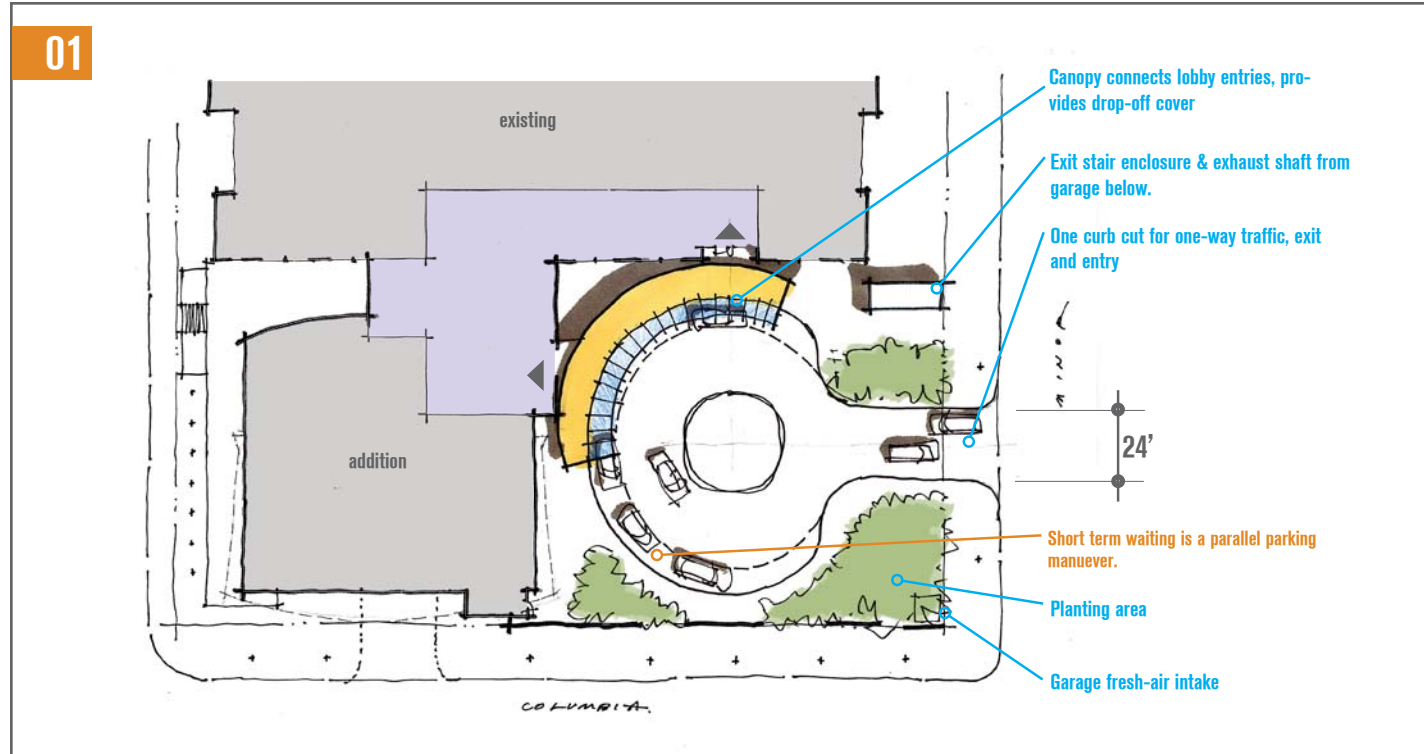 01
Canopy connects lobby entries, pro-
vides drop-off cover
existing
Exit stair enclosure & exhaust shaft from
garage below.
One curb cut for one-way traffic, exit
and entry
MINOR
24’
addition
Short term waiting is a parallel parking
manuever.
Planting area
Garage fresh-air intake
COLUMBIA.